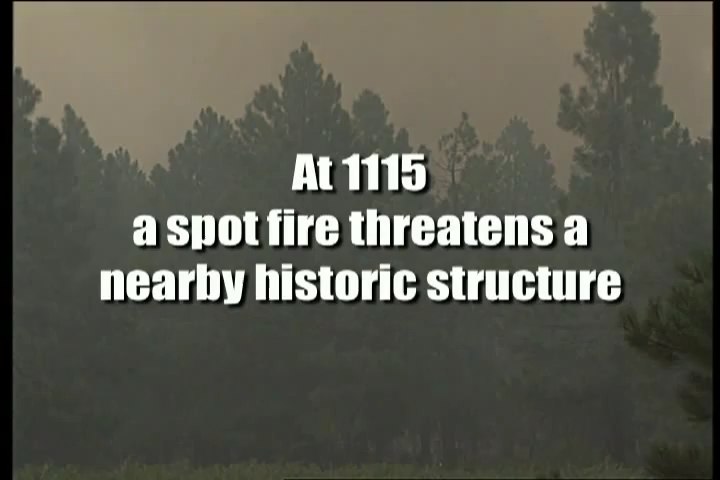 At 1115
a spot fire threatens a
nearby historic structure